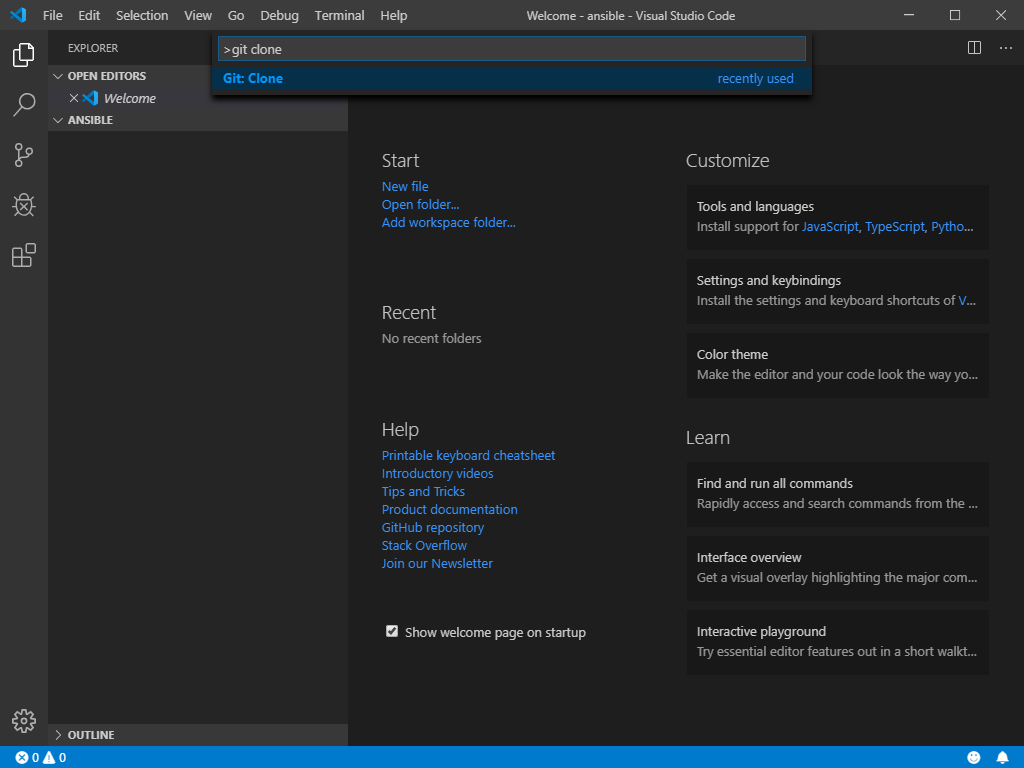 File Edit Selection View Go Debug Terminal Help Welcome - ansible - Visual Studio Code
EXPLORER
>git clone
Git: Clone recently used
OPEN EDITORS
Welcome
ANSIBLE
Start
New file
Open folder...
Add workspace folder...
Recent
No recent folders
Help
Printable keyboard cheatsheet
Introductory videos
Tips and Tricks
Product documentation
GitHub repository
Stack Overflow
Join our Newsletter
Show welcome page on startup
Customize
Tools and languages
Install support for JavaScript, TypeScript, Pytho...
Settings and keybindings
Install the settings and keyboard shortcuts of V...
Color theme
Make the editor and your code look the way yo...
Learn
Find and run all commands
Rapidly access and search commands from the ...
Interface overview
Get a visual overlay highlighting the major com...
Interactive playground
Try essential editor features out in a short walkt...
OUTLINE
0 0